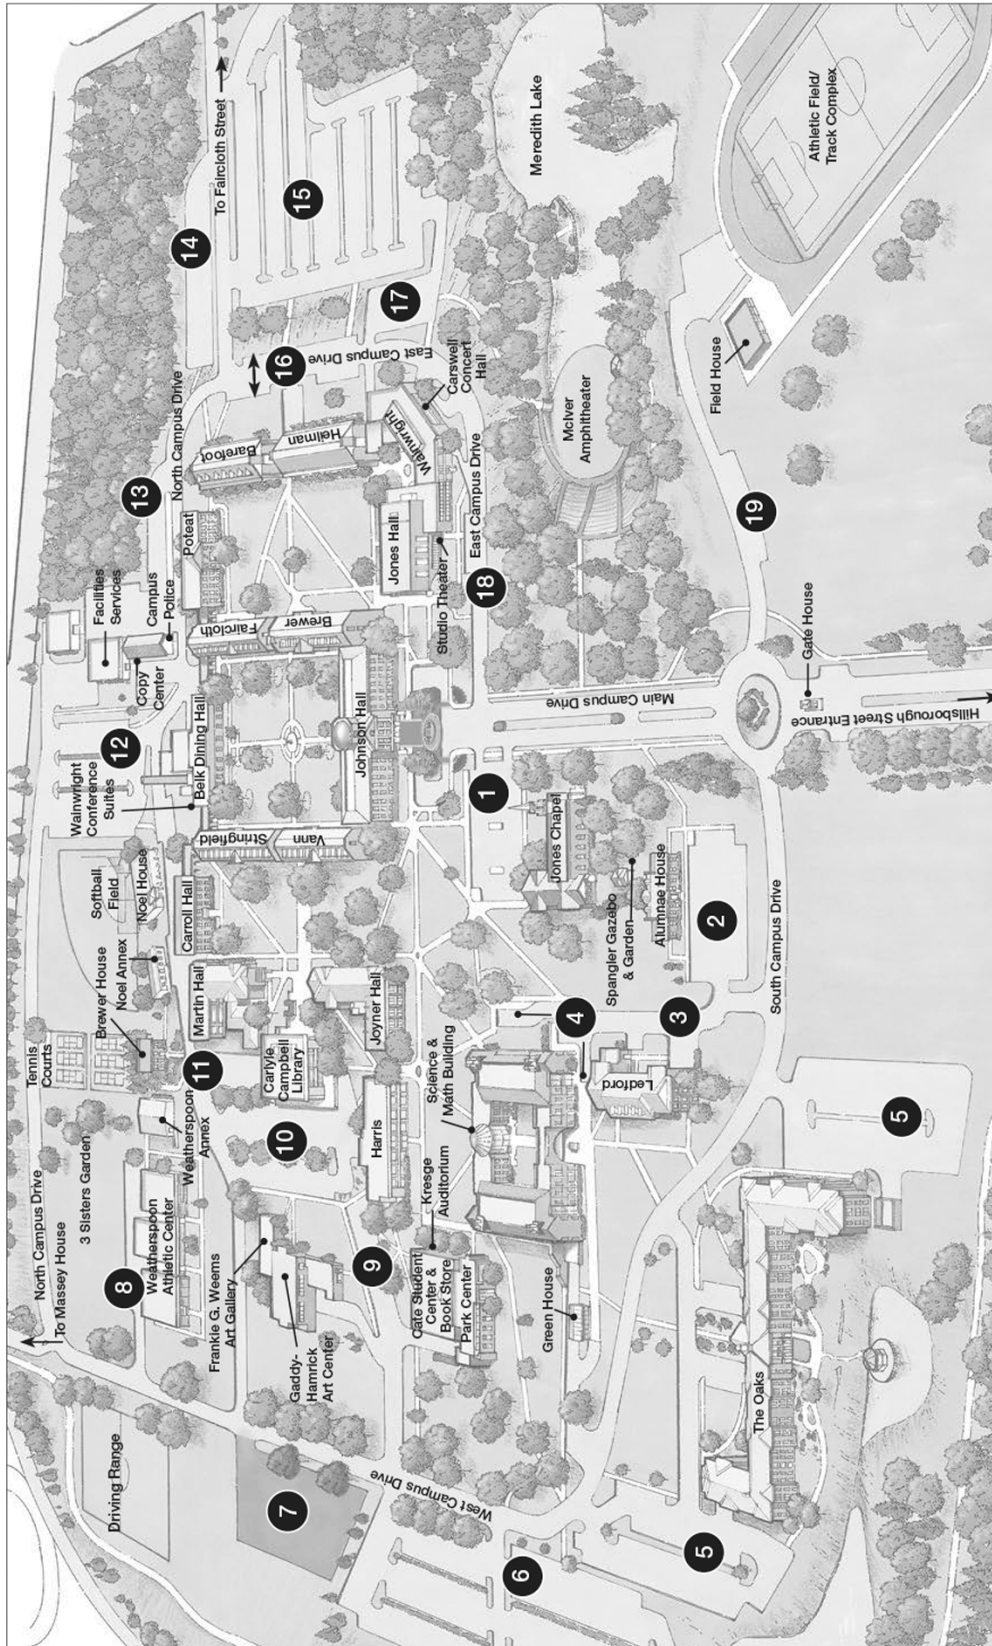 North Campus Drive
To Massey House
Driving Range
3 Sisters Garden
Tennis
Courts
Brewer House
Noel Annex
Softball
Field
Noel House
Wainwright
Conference
Suites
12
Copy
Center
Facilities
Services
Campus
Police
13
North Campus Drive
14
To Faircloth Street
8
Weatherspoon
Athletic Center
Weatherspoon
Annex
11
Martin Hall
Carroll Hall
Stringfield
Vann
Belk Dining Hall
Faircloth
Brewer
Poteat
Barefoot
Heilman
16
15
7
Frankie G. Weems
Art Gallery
Gaddy-
Hamrick
Art Center
10
Carlyle
Campbell
Library
Joyner Hall
Johnson Hall
Jones Hall
Wainwright
East Campus Drive
17
Carswell
Concert
Hall
9
Harris
Cate Student
Center &
Book Store
Kresge
Auditorium
Park Center
Science &
Math Building
Studio Theater
East Campus Drive
18
West Campus Drive
6
Green House
4
1
Jones Chapel
Spangler Gazebo
& Garden
Alumnae House
Main Campus Drive
McIver
Amphitheater
Meredith Lake
5
Ledford
3
2
South Campus Drive
The Oaks
5
Gate House
Hillsborough Street Entrance
19
Field House
Athletic Field/
Track Complex